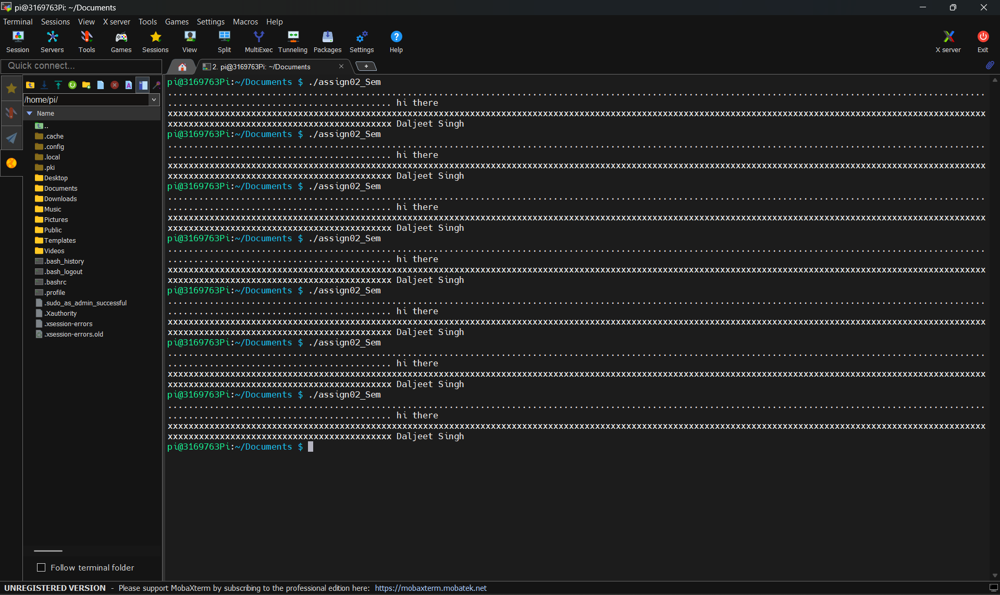 pi@3169763Pi: ~/Documents
Terminal Sessions View X server Tools Games Settings Macros Help
Session Servers Tools Games Sessions View Split MultiExec Tunneling Packages Settings Help X server Exit
Quick connect...
2. pi@3169763Pi: ~/Documents
/home/pi/
Name
..
.cache
.config
.local
.pki
Desktop
Documents
Downloads
Music
Pictures
Public
Templates
Videos
.bash_history
.bash_logout
.bashrc
.profile
.sudo_as_admin_successful
.Xauthority
.xsession-errors
.xsession-errors.old
Follow terminal folder
pi@3169763Pi:~/Documents $ ./assign02_Sem
.............................................................................................................................................................
........................................... hi there
xxxxxxxxxxxxxxxxxxxxxxxxxxxxxxxxxxxxxxxxxxxxxxxxxxxxxxxxxxxxxxxxxxxxxxxxxxxxxxxxxxxxxxxxxxxxxxxxxxxxxxxxxxxxxxxxxxxxxxxxxxxxxxxxxxxxxxxxxxxxxxxxxxxxxxxxx
xxxxxxxxxxxxxxxxxxxxxxxxxxxxxxxxxxxxxxxxxxx Daljeet Singh
pi@3169763Pi:~/Documents $ ./assign02_Sem
.............................................................................................................................................................
........................................... hi there
xxxxxxxxxxxxxxxxxxxxxxxxxxxxxxxxxxxxxxxxxxxxxxxxxxxxxxxxxxxxxxxxxxxxxxxxxxxxxxxxxxxxxxxxxxxxxxxxxxxxxxxxxxxxxxxxxxxxxxxxxxxxxxxxxxxxxxxxxxxxxxxxxxxxxxxxx
xxxxxxxxxxxxxxxxxxxxxxxxxxxxxxxxxxxxxxxxxxx Daljeet Singh
pi@3169763Pi:~/Documents $ ./assign02_Sem
.............................................................................................................................................................
........................................... hi there
xxxxxxxxxxxxxxxxxxxxxxxxxxxxxxxxxxxxxxxxxxxxxxxxxxxxxxxxxxxxxxxxxxxxxxxxxxxxxxxxxxxxxxxxxxxxxxxxxxxxxxxxxxxxxxxxxxxxxxxxxxxxxxxxxxxxxxxxxxxxxxxxxxxxxxxxx
xxxxxxxxxxxxxxxxxxxxxxxxxxxxxxxxxxxxxxxxxxx Daljeet Singh
pi@3169763Pi:~/Documents $ ./assign02_Sem
.............................................................................................................................................................
........................................... hi there
xxxxxxxxxxxxxxxxxxxxxxxxxxxxxxxxxxxxxxxxxxxxxxxxxxxxxxxxxxxxxxxxxxxxxxxxxxxxxxxxxxxxxxxxxxxxxxxxxxxxxxxxxxxxxxxxxxxxxxxxxxxxxxxxxxxxxxxxxxxxxxxxxxxxxxxxx
xxxxxxxxxxxxxxxxxxxxxxxxxxxxxxxxxxxxxxxxxxx Daljeet Singh
pi@3169763Pi:~/Documents $ ./assign02_Sem
.............................................................................................................................................................
........................................... hi there
xxxxxxxxxxxxxxxxxxxxxxxxxxxxxxxxxxxxxxxxxxxxxxxxxxxxxxxxxxxxxxxxxxxxxxxxxxxxxxxxxxxxxxxxxxxxxxxxxxxxxxxxxxxxxxxxxxxxxxxxxxxxxxxxxxxxxxxxxxxxxxxxxxxxxxxxx
xxxxxxxxxxxxxxxxxxxxxxxxxxxxxxxxxxxxxxxxxxx Daljeet Singh
pi@3169763Pi:~/Documents $ ./assign02_Sem
.............................................................................................................................................................
........................................... hi there
xxxxxxxxxxxxxxxxxxxxxxxxxxxxxxxxxxxxxxxxxxxxxxxxxxxxxxxxxxxxxxxxxxxxxxxxxxxxxxxxxxxxxxxxxxxxxxxxxxxxxxxxxxxxxxxxxxxxxxxxxxxxxxxxxxxxxxxxxxxxxxxxxxxxxxxxx
xxxxxxxxxxxxxxxxxxxxxxxxxxxxxxxxxxxxxxxxxxx Daljeet Singh
pi@3169763Pi:~/Documents $ ./assign02_Sem
.............................................................................................................................................................
........................................... hi there
xxxxxxxxxxxxxxxxxxxxxxxxxxxxxxxxxxxxxxxxxxxxxxxxxxxxxxxxxxxxxxxxxxxxxxxxxxxxxxxxxxxxxxxxxxxxxxxxxxxxxxxxxxxxxxxxxxxxxxxxxxxxxxxxxxxxxxxxxxxxxxxxxxxxxxxxx
xxxxxxxxxxxxxxxxxxxxxxxxxxxxxxxxxxxxxxxxxxx Daljeet Singh
pi@3169763Pi:~/Documents $
UNREGISTERED VERSION - Please support MobaXterm by subscribing to the professional edition here: https://mobaxterm.mobatek.net